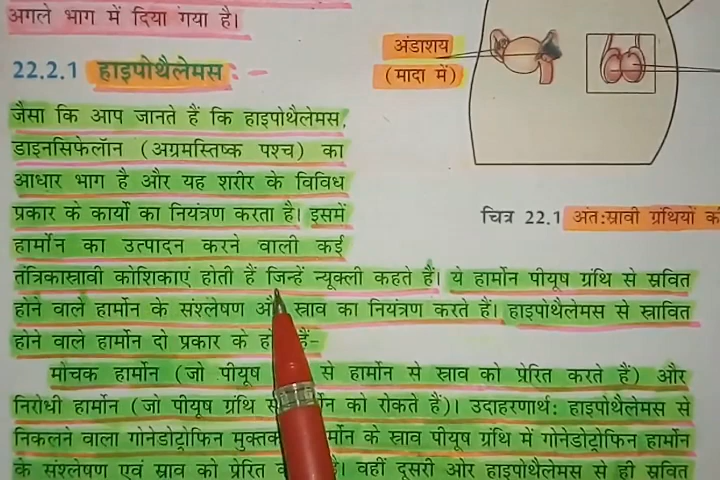 अगले भाग में दिया गया है।
अंडाशय
(मादा में)
22.2.1 हाइपोथैलेमस :-
जैसा कि आप जानते हैं कि हाइपोथैलेमस,
डाइनसिफेलॉन (अग्रमस्तिष्क पश्च) का
आधार भाग है और यह शरीर के विविध
प्रकार के कार्यों का नियंत्रण करता है। इसमें
हार्मोन का उत्पादन करने वाली कई
चित्र 22.1 अंत:स्रावी ग्रंथियों की
तंत्रिकास्रावी कोशिकाएं होती हैं जिन्हें न्यूक्ली कहते हैं। ये हार्मोन पीयूष ग्रंथि से स्रवित
होने वाले हार्मोन के संश्लेषण स्राव का नियंत्रण करते हैं। हाइपोथैलेमस से स्रावित
होने वाले हार्मोन दो प्रकार के हैं-
मोचक हार्मोन (जो पीयूष से हार्मोन से स्राव को प्रेरित करते हैं) और
निरोधी हार्मोन (जो पीयूष ग्रंथि को रोकते हैं)। उदाहरणार्थ: हाइपोथैलेमस से
निकलने वाला गोनेडोट्रोफिन मुक्तक के स्राव पीयूष ग्रंथि में गोनेडोट्रोफिन हार्मोन
के संश्लेषण एवं स्राव को प्रेरित है। वहीं दूसरी ओर हाइपोथैलेमस से ही स्रवित